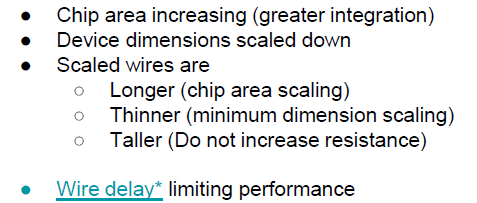 ● Chip area increasing (greater integration)
● Device dimensions scaled down
● Scaled wires are
○ Longer (chip area scaling)
○ Thinner (minimum dimension scaling)
○ Taller (Do not increase resistance)
● Wire delay* limiting performance